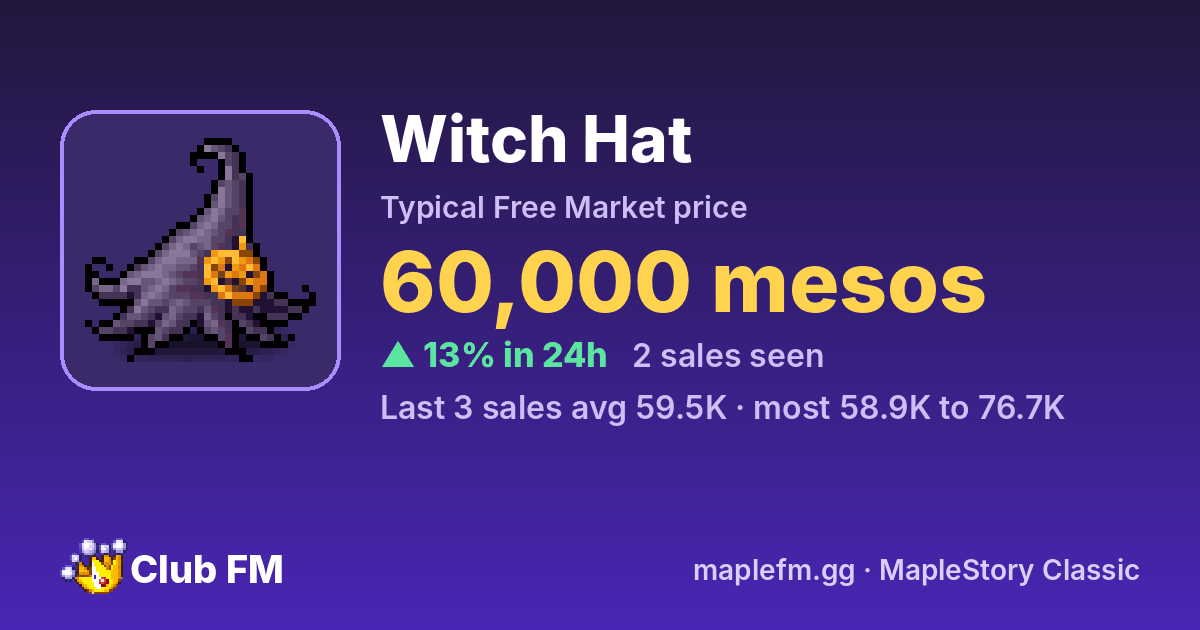 Witch Hat
Typical Free Market price
60,000 mesos
▲ 13% in 24h 2 sales seen
Last 3 sales avg 59.5K · most 58.9K to 76.7K
Club FM
maplefm.gg · MapleStory Classic